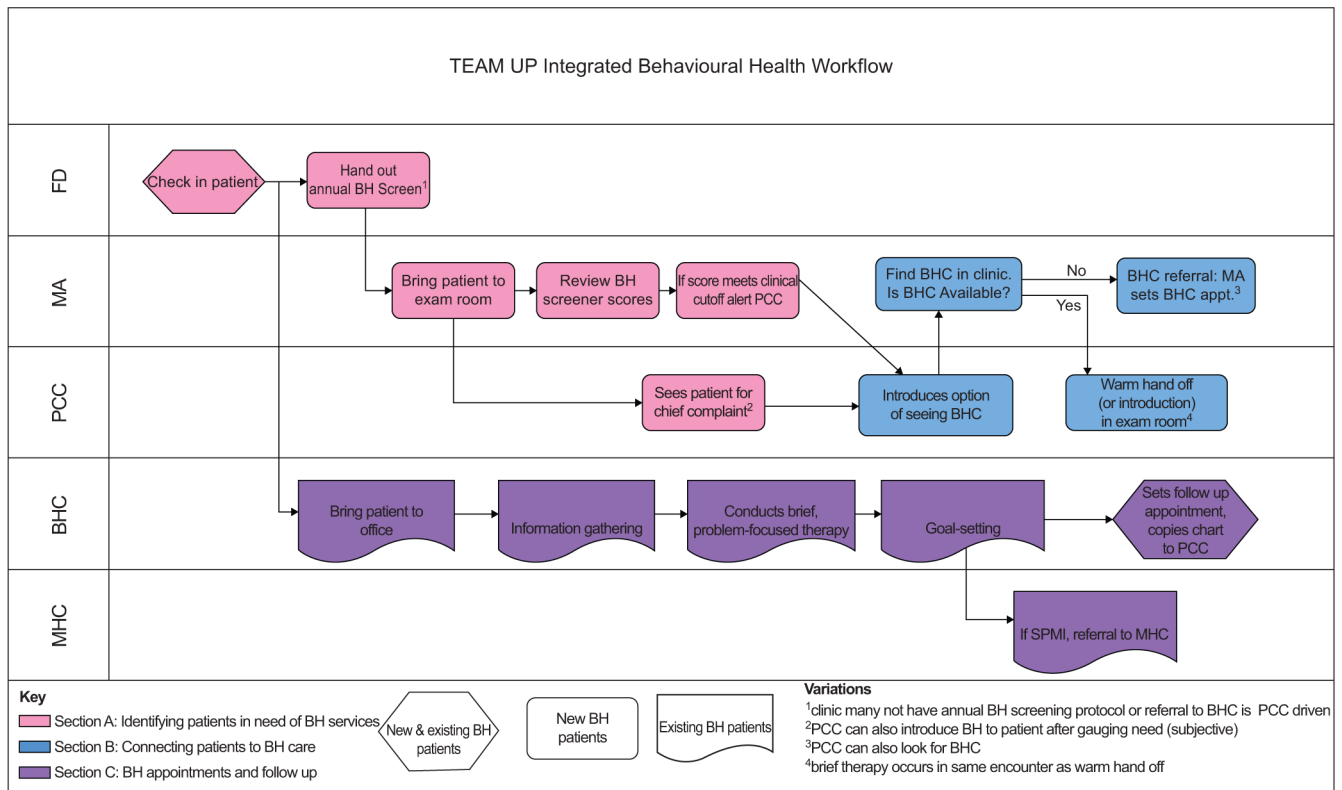 TEAM UP Integrated Behavioural Health Workflow
FD
Check in patient
Hand out
annual BH Screen¹
MA
Bring patient to
exam room
Review BH
screener scores
If score meets clinical
cutoff alert PCC
Find BHC in clinic.
Is BHC Available?
No
Yes
BHC referral: MA
sets BHC appt.³
PCC
Sees patient for
chief complaint²
Introduces option
of seeing BHC
Warm hand off
(or introduction)
in exam room⁴
BHC
Bring patient to
office
Information gathering
Conducts brief,
problem-focused therapy
Goal-setting
Sets follow up
appointment,
copies chart
to PCC
MHC
If SPMI, referral to MHC
Key
Section A: Identifying patients in need of BH services
Section B: Connecting patients to BH care
Section C: BH appointments and follow up
New & existing BH
patients
New BH
patients
Existing BH patients
Variations
¹clinic many not have annual BH screening protocol or referral to BHC is PCC driven
²PCC can also introduce BH to patient after gauging need (subjective)
³PCC can also look for BHC
⁴brief therapy occurs in same encounter as warm hand off